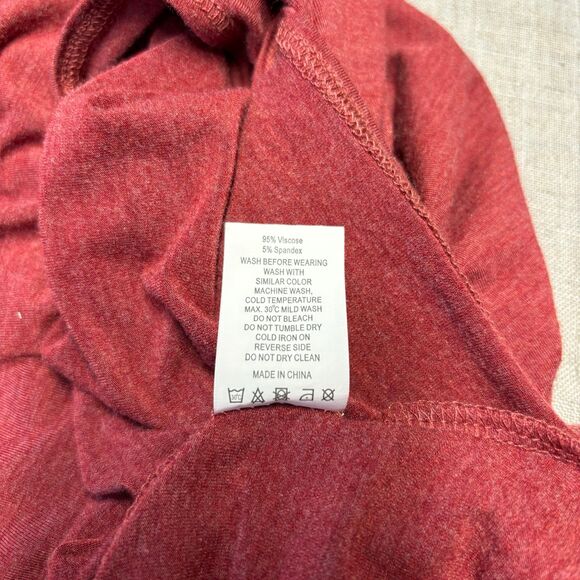 95% Viscose
5% Spandex
WASH BEFORE WEARING
WASH WITH
SIMILAR COLOR
MACHINE WASH,
COLD TEMPERATURE
MAX. 30℃ MILD WASH
DO NOT BLEACH
DO NOT TUMBLE DRY
COLD IRON ON
REVERSE SIDE
DO NOT DRY CLEAN
MADE IN CHINA